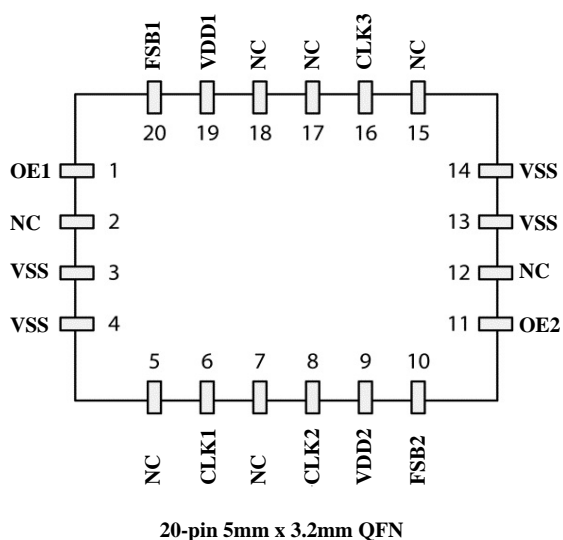 FSB1 VDD1 NC NC CLK3 NC
20 19 18 17 16 15
OE1 1 14 VSS
NC 2 13 VSS
VSS 3 12 NC
VSS 4 11 OE2
5 6 7 8 9 10
NC CLK1 NC CLK2 VDD2 FSB2
20-pin 5mm x 3.2mm QFN